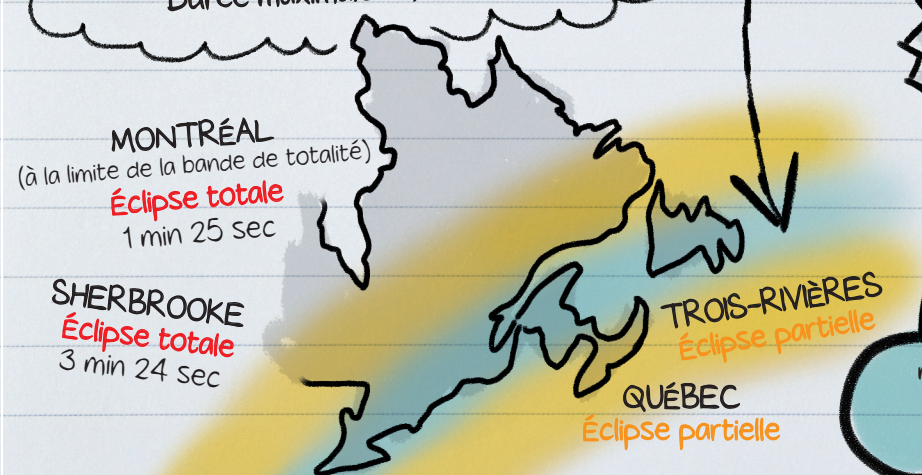 MONTRÉAL
(à la limite de la bande de totalité)
Éclipse totale
1 min 25 sec
SHERBROOKE
Éclipse totale
3 min 24 sec
TROIS-RIVIÈRES
Éclipse partielle
QUÉBEC
Éclipse partielle